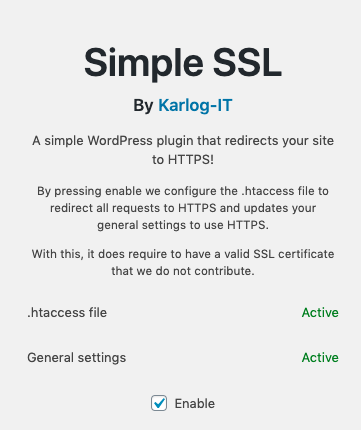 Simple SSL
By Karlog-IT
A simple WordPress plugin that redirects your site
to HTTPS!
By pressing enable we configure the .htaccess file to
redirect all requests to HTTPS and updates your
general settings to use HTTPS.
With this, it does require to have a valid SSL certificate
that we do not contribute.
.htaccess file Active
General settings Active
Enable